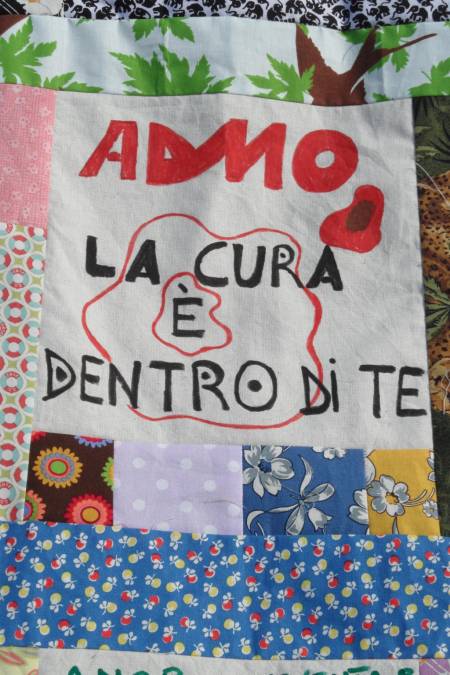 ADMO
LA CURA
È
DENTRO DI TE